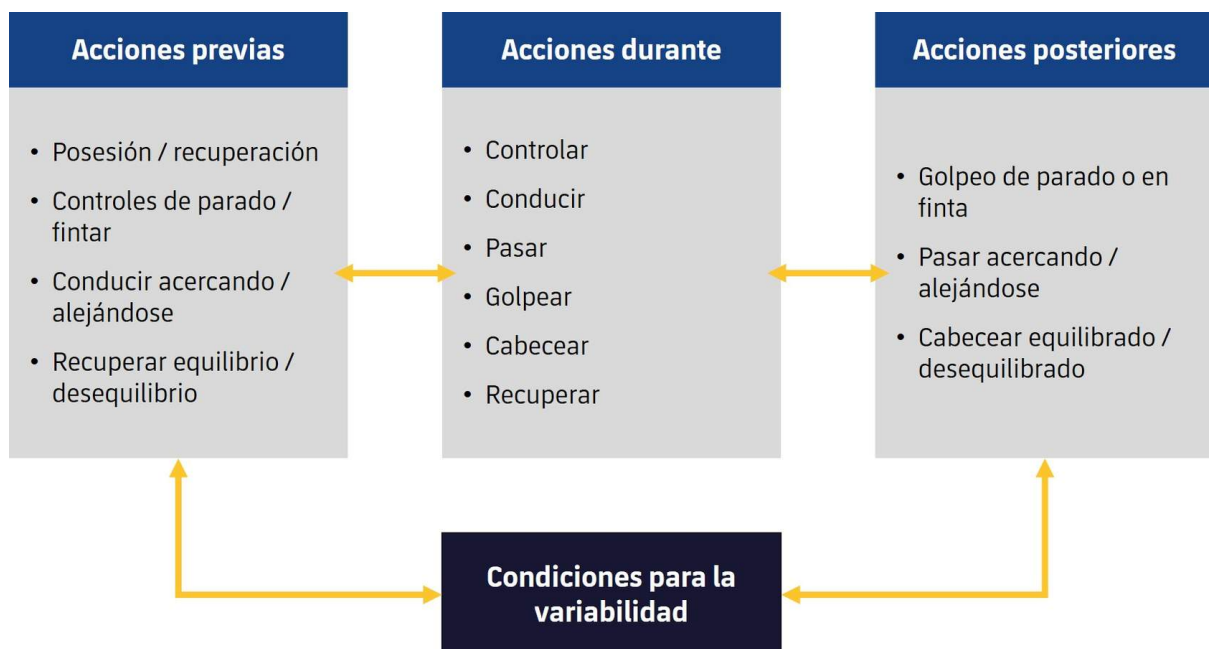 Acciones previas
• Posesión / recuperación
• Controles de parado /
fintar
• Conducir acercando /
alejándose
• Recuperar equilibrio /
desequilibrio
Acciones durante
• Controlar
• Conducir
• Pasar
• Golpear
• Cabecear
• Recuperar
Acciones posteriores
• Golpeo de parado o en
finta
• Pasar acercando /
alejándose
• Cabecear equilibrado /
desequilibrado
Condiciones para la
variabilidad